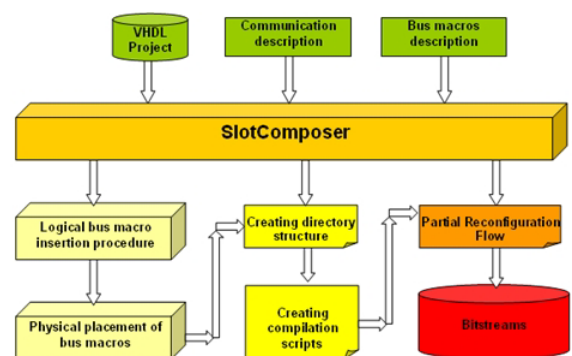 VHDL
Project
Communication
description
Bus macros
description
SlotComposer
Logical bus macro
insertion procedure
Creating directory
structure
Partial Reconfiguration
Flow
Physical placement of
bus macros
Creating
compilation
scripts
Bitstreams